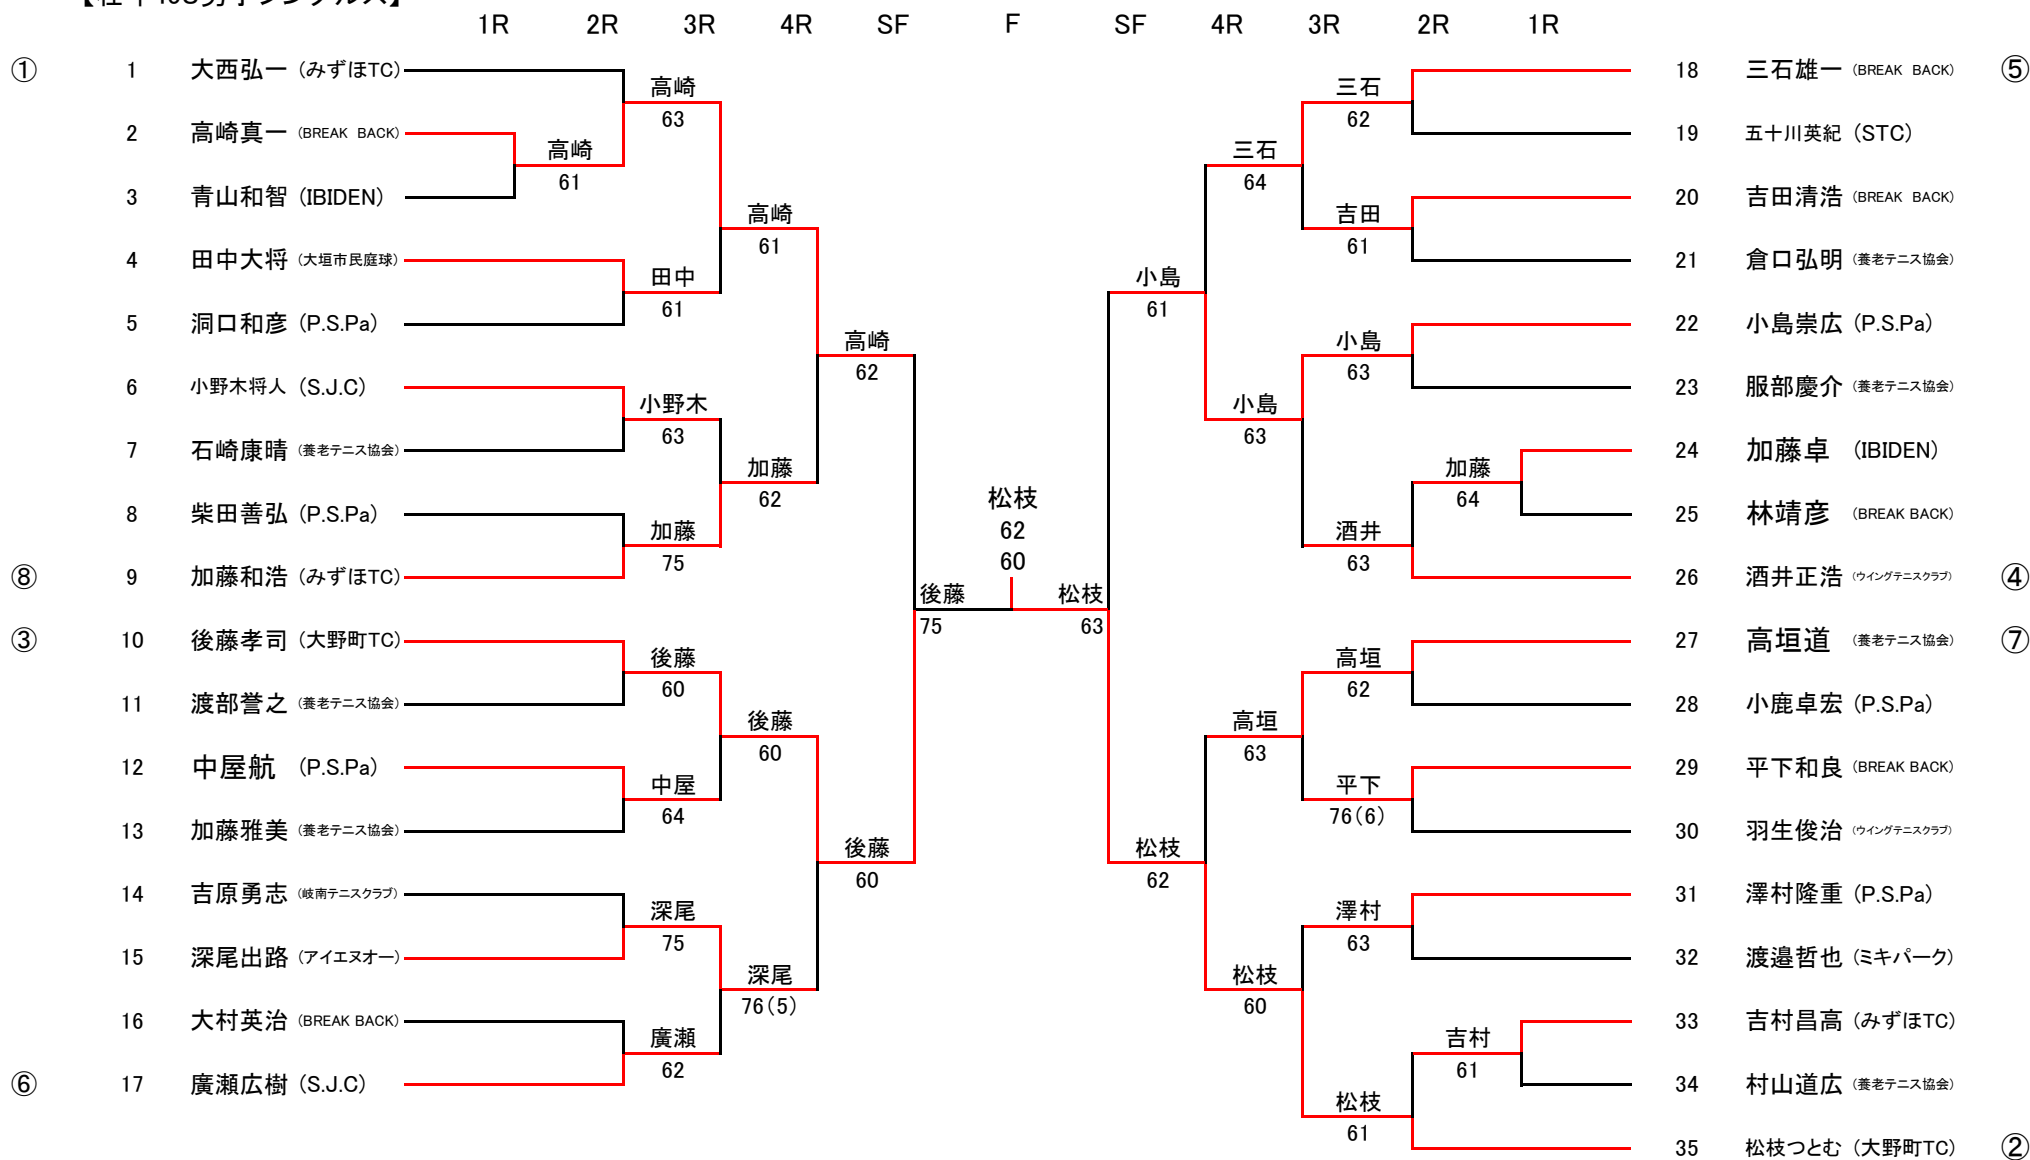 1R 2R 3R 4R SF F SF 4R 3R 2R 1R
① 1 大西弘一 (みずほTC)
2 高崎真一 (BREAK BACK)
3 青山和智 (IBIDEN)
4 田中大将 (大垣市民庭球)
5 洞口和彦 (P.S.Pa)
6 小野木将人 (S.J.C)
7 石崎康晴 (養老テニス協会)
8 柴田善弘 (P.S.Pa)
⑧ 9 加藤和浩 (みずほTC)
③ 10 後藤孝司 (大野町TC)
11 渡部誉之 (養老テニス協会)
12 中屋航 (P.S.Pa)
13 加藤雅美 (養老テニス協会)
14 吉原勇志 (岐南テニスクラブ)
15 深尾出路 (アイエヌオー)
16 大村英治 (BREAK BACK)
⑥ 17 廣瀬広樹 (S.J.C)
高崎
61
高崎
63
田中
61
小野木
63
加藤
75
後藤
60
中屋
64
深尾
75
廣瀬
62
高崎
61
加藤
62
後藤
60
深尾
76(5)
高崎
62
後藤
60
後藤
75
松枝
62
60
松枝
63
小島
61
松枝
62
三石
64
小島
63
高垣
63
松枝
60
三石
62
吉田
61
小島
63
酒井
63
高垣
62
平下
76(6)
澤村
63
松枝
61
加藤
64
吉村
61
18 三石雄一 (BREAK BACK) ⑤
19 五十川英紀 (STC)
20 吉田清浩 (BREAK BACK)
21 倉口弘明 (養老テニス協会)
22 小島崇広 (P.S.Pa)
23 服部慶介 (養老テニス協会)
24 加藤卓 (IBIDEN)
25 林靖彦 (BREAK BACK)
26 酒井正浩 (ウイングテニスクラブ) ④
27 高垣道 (養老テニス協会) ⑦
28 小鹿卓宏 (P.S.Pa)
29 平下和良 (BREAK BACK)
30 羽生俊治 (ウイングテニスクラブ)
31 澤村隆重 (P.S.Pa)
32 渡邉哲也 (ミキパーク)
33 吉村昌高 (みずほTC)
34 村山道広 (養老テニス協会)
35 松枝つとむ (大野町TC) ②